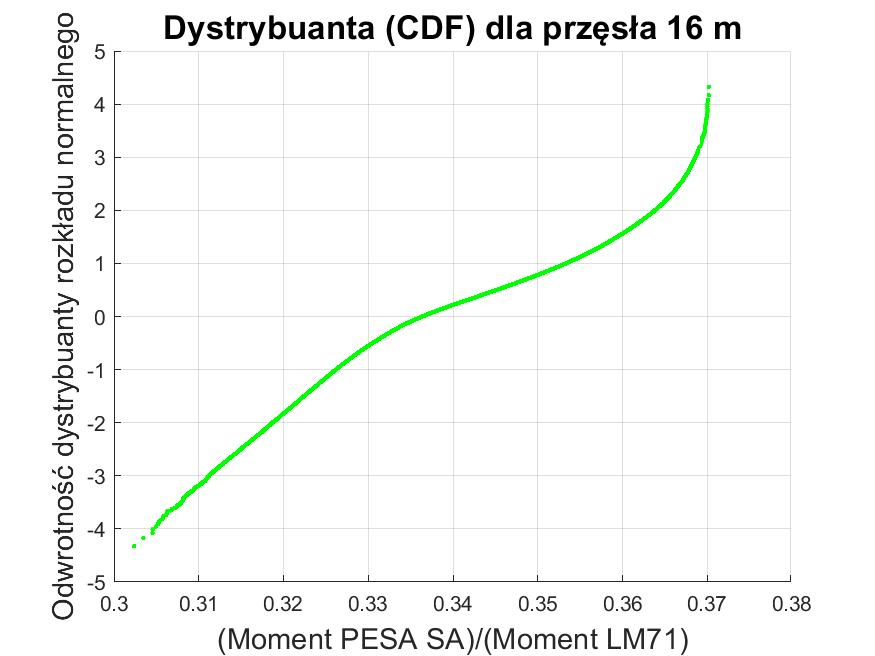 Dystrybuanta (CDF) dla przęsła 16 m
Odwrotność dystrybuanty rozkładu normalnego
5
4
3
2
1
0
-1
-2
-3
-4
-5
0.3 0.31 0.32 0.33 0.34 0.35 0.36 0.37 0.38
(Moment PESA SA)/(Moment LM71)